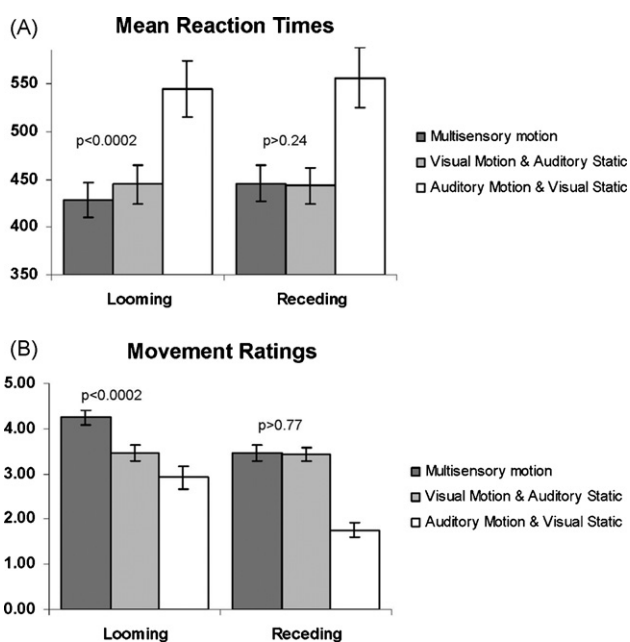 (A)
Mean Reaction Times
550
500
450
400
350
p<0.0002
p>0.24
Looming
Receding
Multisensory motion
Visual Motion & Auditory Static
Auditory Motion & Visual Static
(B)
Movement Ratings
5.00
4.00
3.00
2.00
1.00
0.00
p<0.0002
p>0.77
Looming
Receding
Multisensory motion
Visual Motion & Auditory Static
Auditory Motion & Visual Static